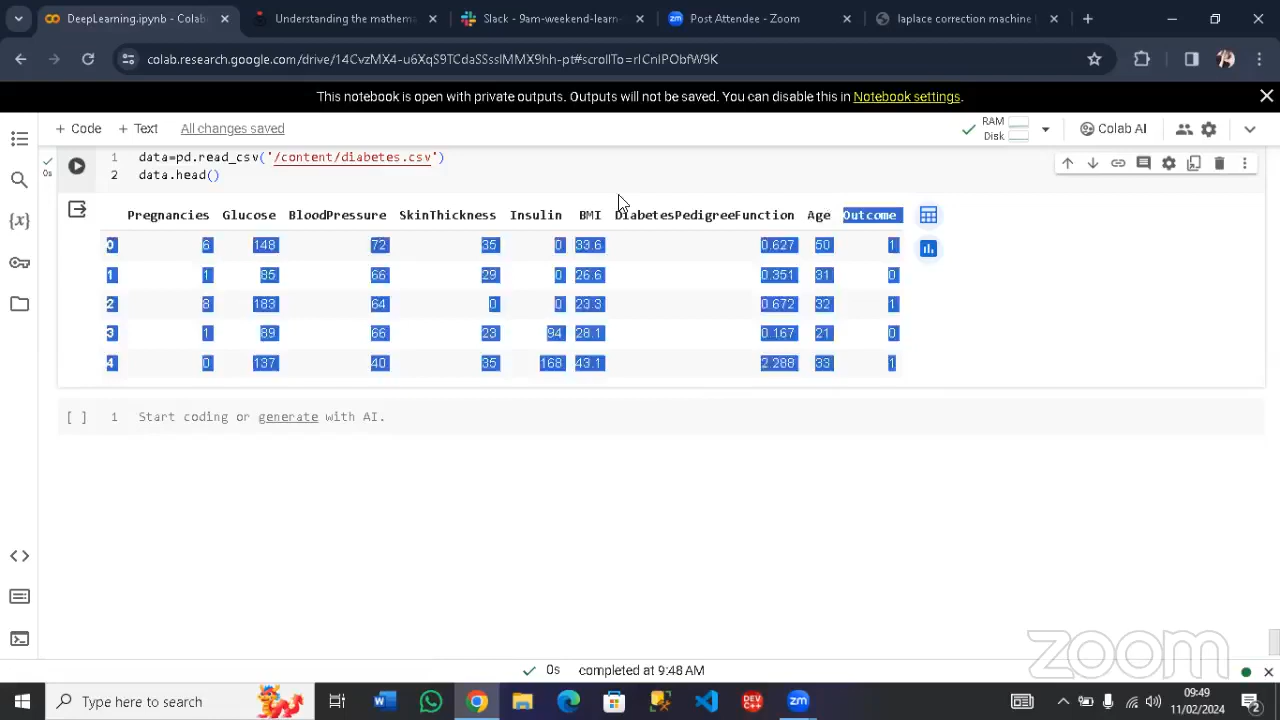 DeepLearning.ipynb - Colab
Understanding the mathema
Slack - 9am-weekend-learn-
Post Attendee - Zoom
laplace correction machine
colab.research.google.com/drive/14CvzMX4-u6XqS9TCdaSSssIMMX9hh-pt#scrollTo=rICnIPObfW9K
This notebook is open with private outputs. Outputs will not be saved. You can disable this in Notebook settings.
+ Code + Text All changes saved
RAM
Disk
Colab AI
0s
1 data=pd.read_csv('/content/diabetes.csv')
2 data.head()
Pregnancies Glucose BloodPressure SkinThickness Insulin BMI DiabetesPedigreeFunction Age Outcome
0 6 148 72 35 0 33.6 0.627 50 1
1 1 85 66 29 0 26.6 0.351 31 0
2 8 183 64 0 0 23.3 0.672 32 1
3 1 89 66 23 94 28.1 0.167 21 0
4 0 137 40 35 168 43.1 2.288 33 1
[ ] 1 Start coding or generate with AI.
zoom
0s completed at 9:48 AM
Type here to search
DEV C++
zm
09:49
11/02/2024
2